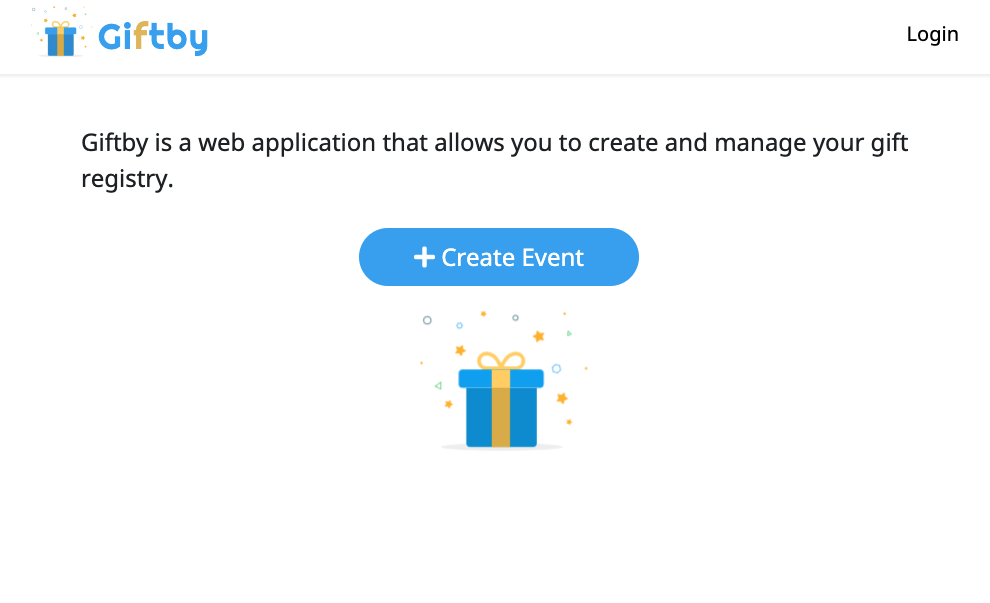 Giftby
Login
Giftby is a web application that allows you to create and manage your gift
registry.
Create Event